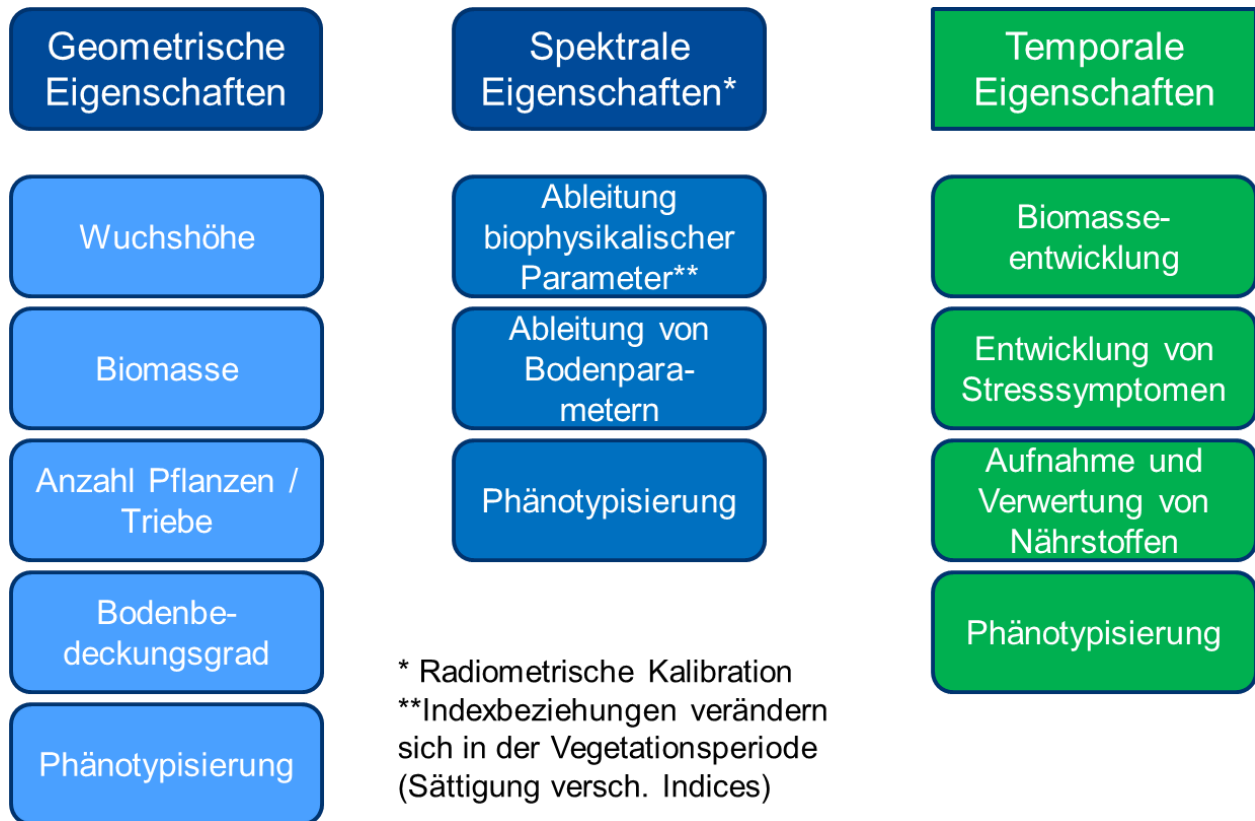 Geometrische
Eigenschaften
Wuchshöhe
Biomasse
Anzahl Pflanzen /
Triebe
Bodenbe-
deckungsgrad
Phänotypisierung
Spektrale
Eigenschaften*
Ableitung
biophysikalischer
Parameter**
Ableitung von
Bodenpara-
metern
Phänotypisierung
* Radiometrische Kalibration
**Indexbeziehungen verändern
sich in der Vegetationsperiode
(Sättigung versch. Indices)
Temporale
Eigenschaften
Biomasse-
entwicklung
Entwicklung von
Stresssymptomen
Aufnahme und
Verwertung von
Nährstoffen
Phänotypisierung